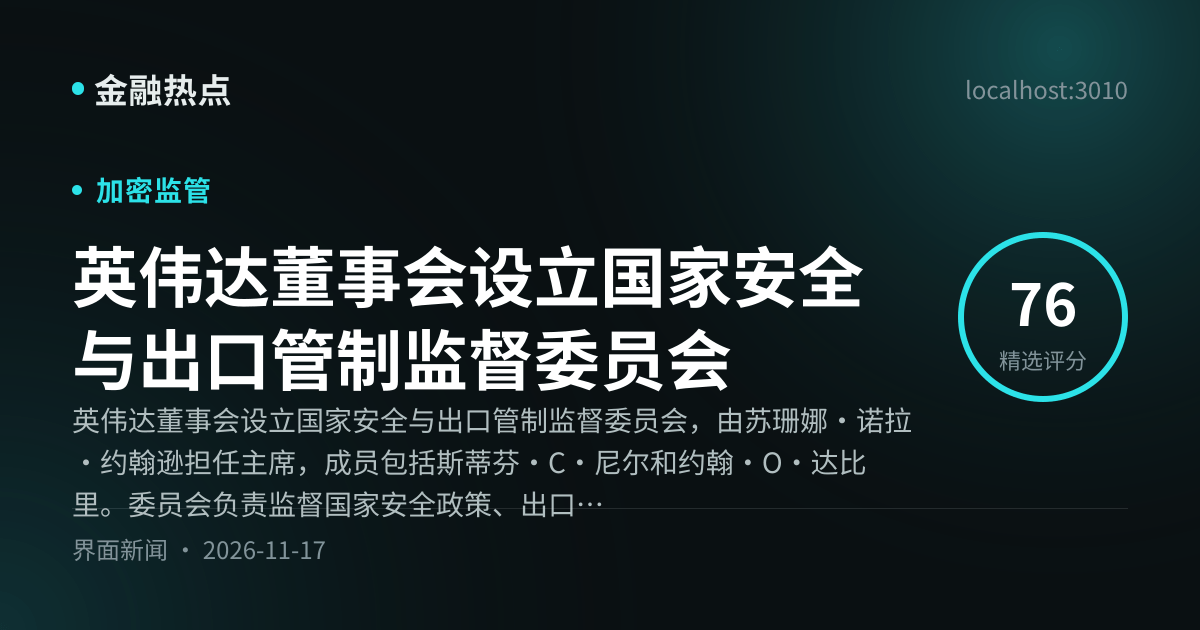 金融热点
localhost:3010
加密监管
英伟达董事会设立国家安全
与出口管制监督委员会
76
精选评分
英伟达董事会设立国家安全与出口管制监督委员会，由苏珊娜・诺拉
・约翰逊担任主席，成员包括斯蒂芬・C・尼尔和约翰・O・达比
里。委员会负责监督国家安全政策、出口…
界面新闻 · 2026-11-17